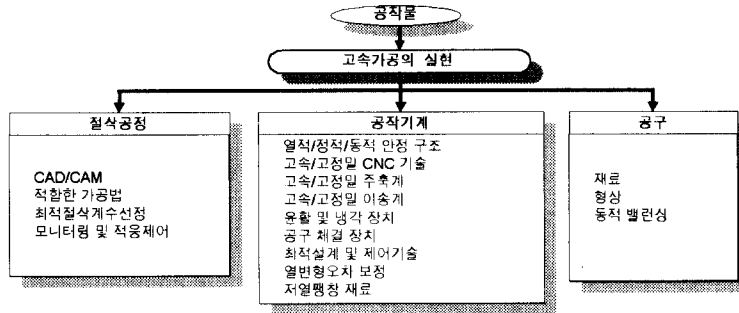 공작물
고속가공의 실현
절삭공정
CAD/CAM
적합한 가공법
최적절삭계수선정
모니터링 및 적응제어
공작기계
열적/정적/동적 안정 구조
고속/고정밀 CNC 기술
고속/고정밀 주축계
고속/고정밀 이송계
윤활 및 냉각 장치
공구 체결 장치
최적설계 및 제어기술
열변형오차 보정
저열팽창 재료
공구
재료
형상
동적 밸런싱